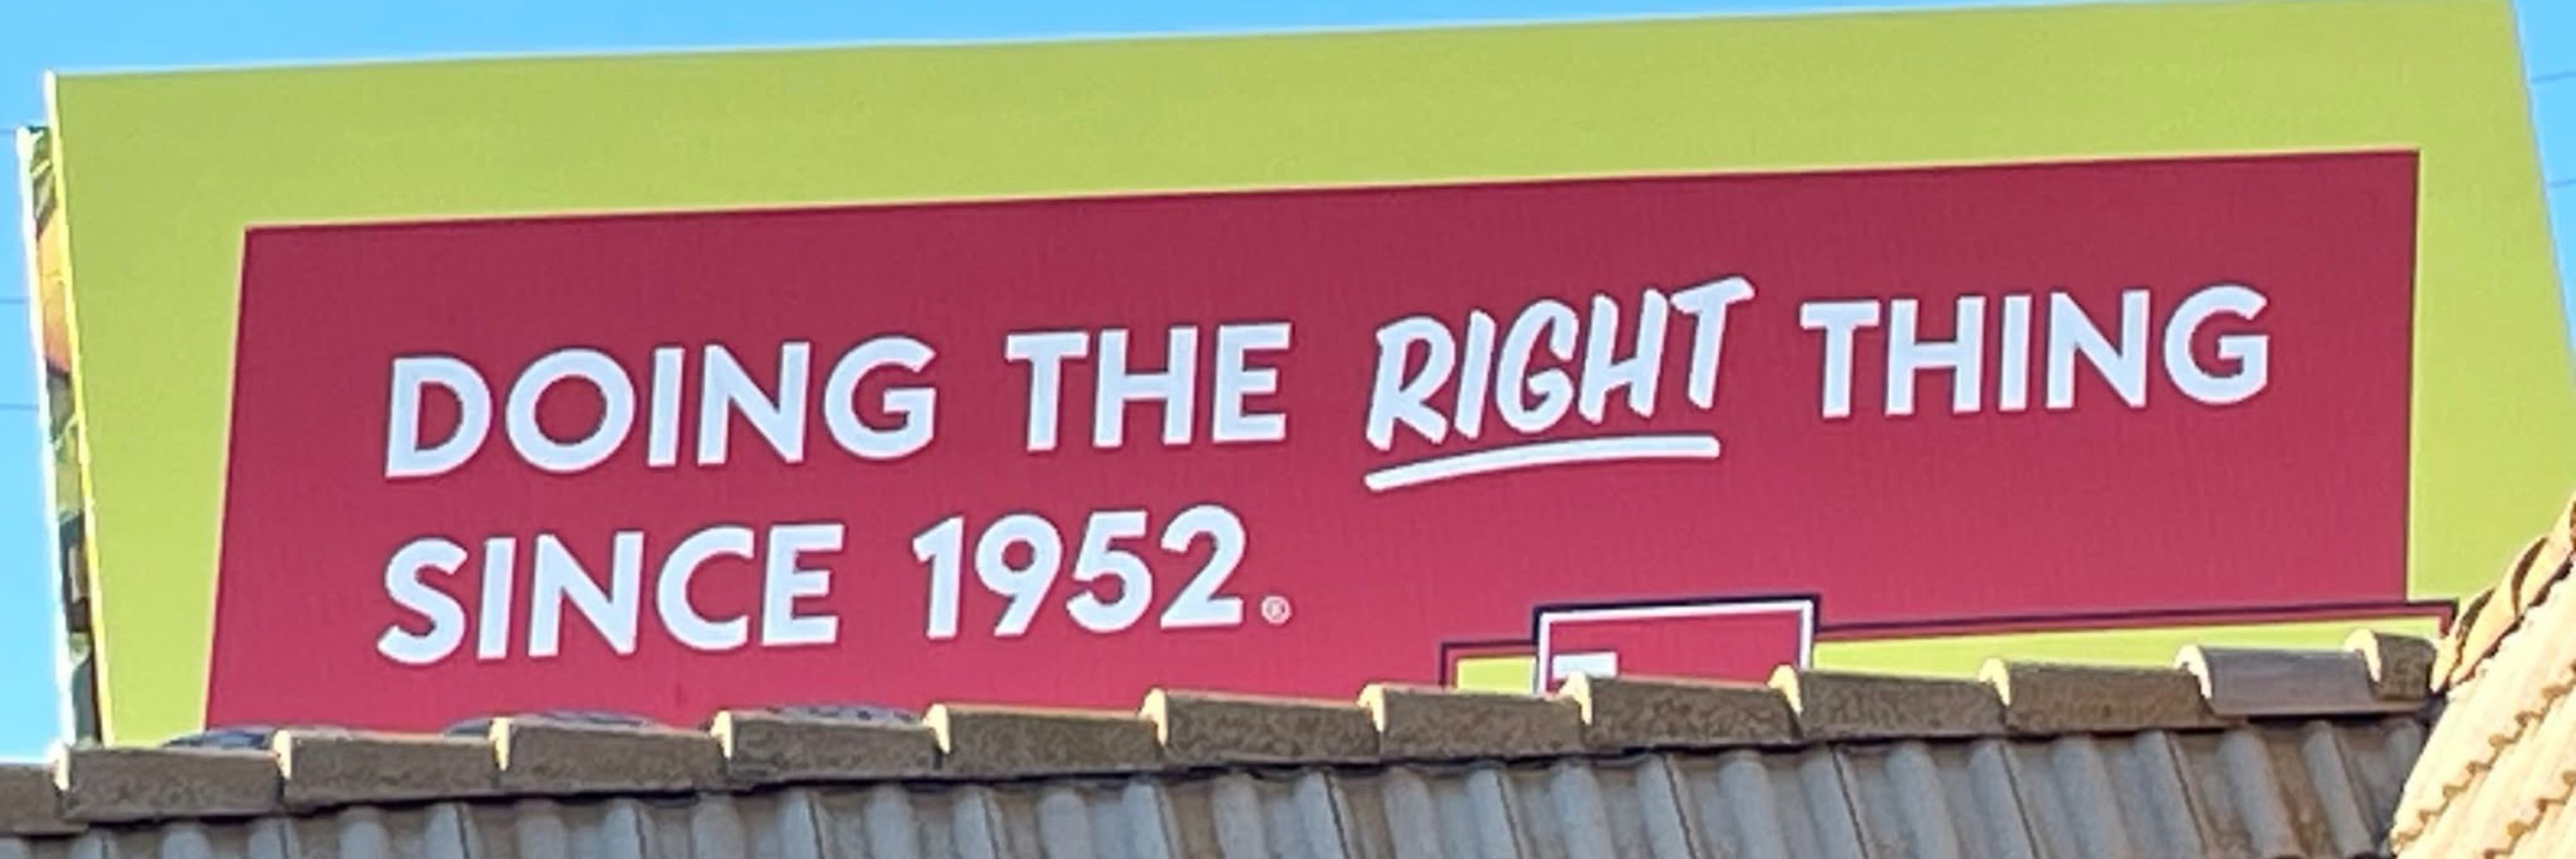 DOING THE RIGHT THING
SINCE 1952.®